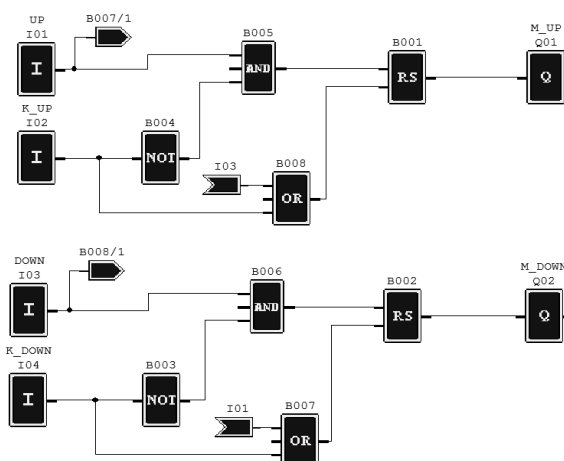 UP
I01
I
B007/1
B005
AND
B001
RS
M_UP
Q01
Q
K_UP
I02
I
B004
NOT
I03
B008
OR
DOWN
I03
I
B008/1
B006
AND
B002
RS
M_DOWN
Q02
Q
K_DOWN
I04
I
B003
NOT
I01
B007
OR